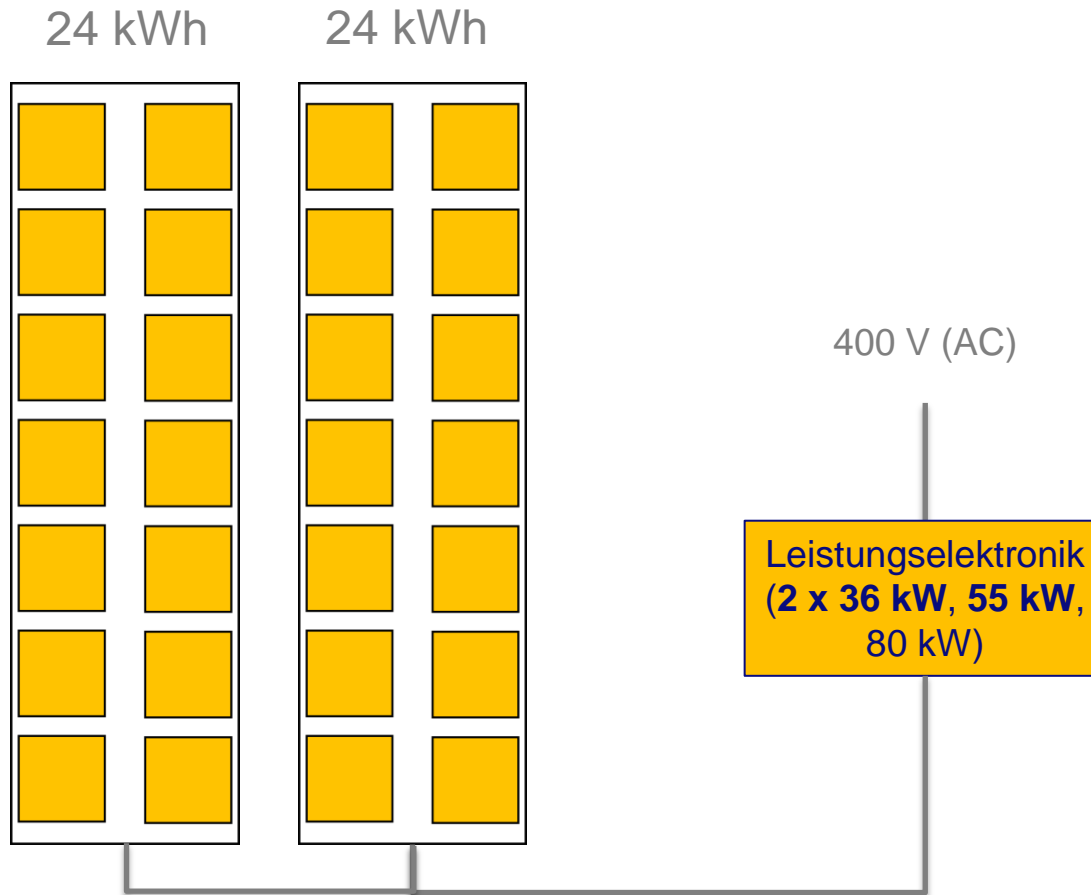 24 kWh
24 kWh
400 V (AC)
Leistungselektronik
(2 x 36 kW, 55 kW,
80 kW)